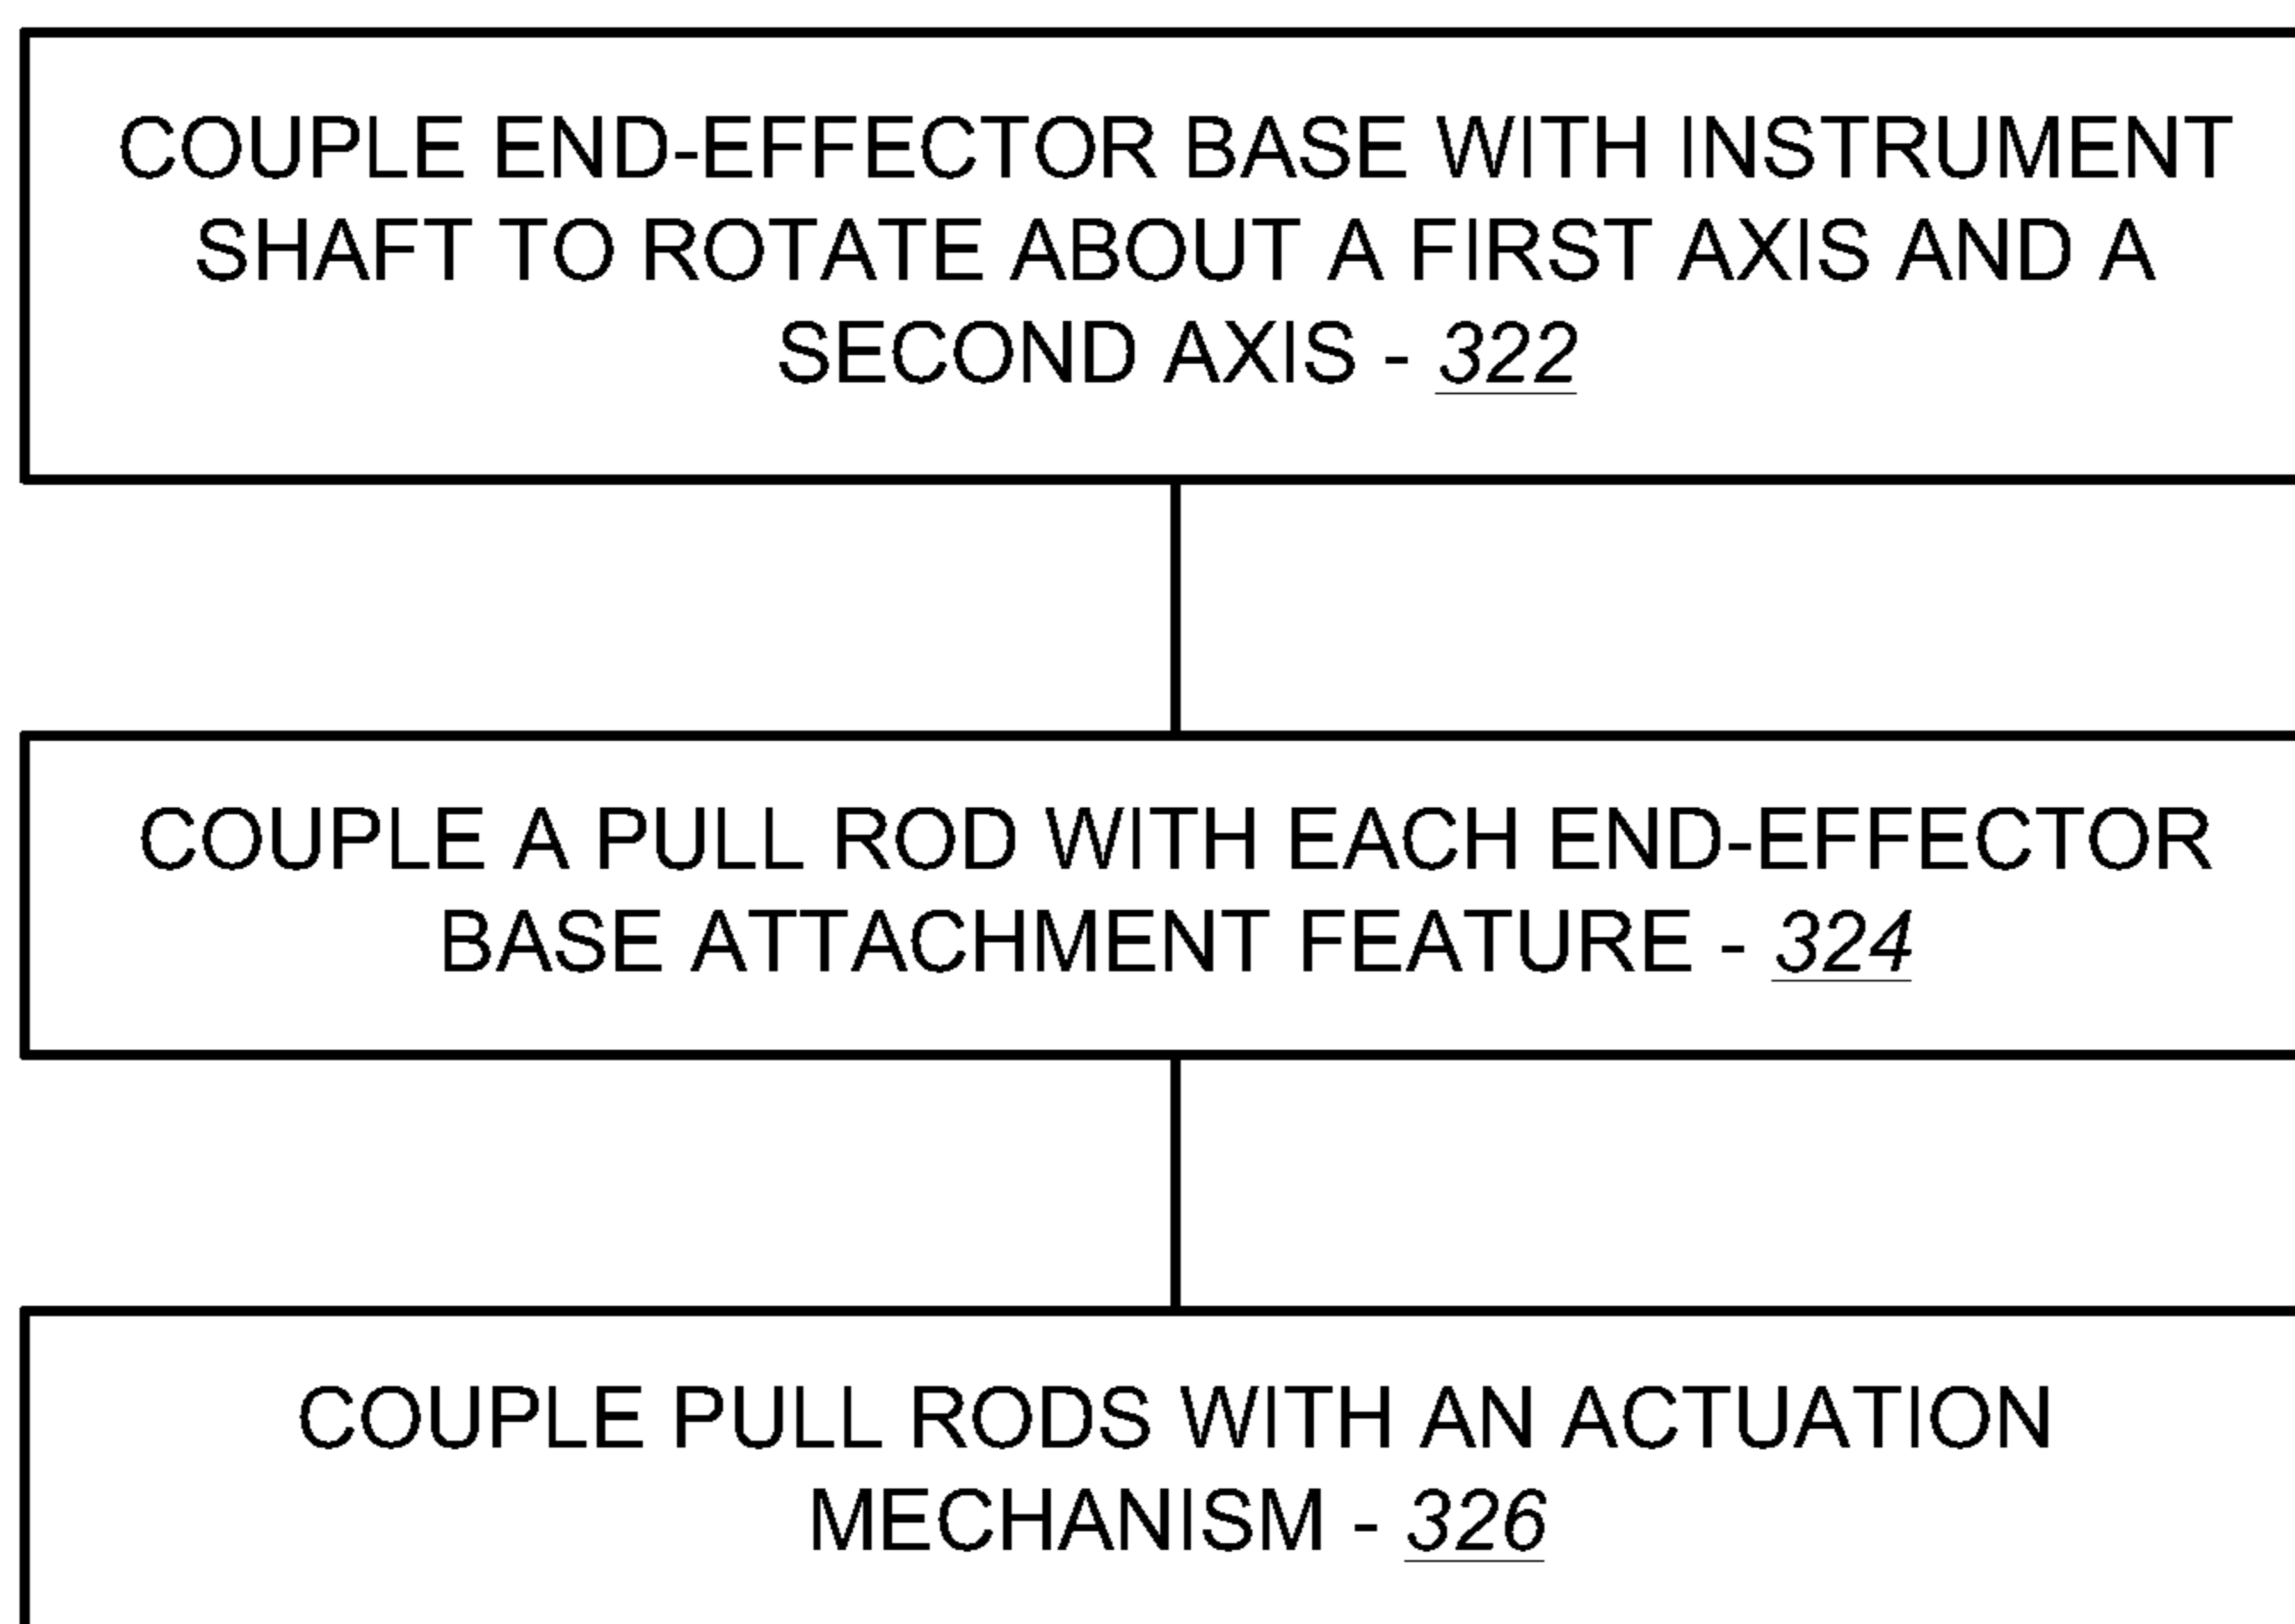 COUPLE END-EFFECTOR BASE WITH INSTRUMENT
SHAFT TO ROTATE ABOUT A FIRST AXIS AND A
SECOND AXIS - 322
COUPLE A PULL ROD WITH EACH END-EFFECTOR
BASE ATTACHMENT FEATURE - 324
COUPLE PULL RODS WITH AN ACTUATION
MECHANISM - 326